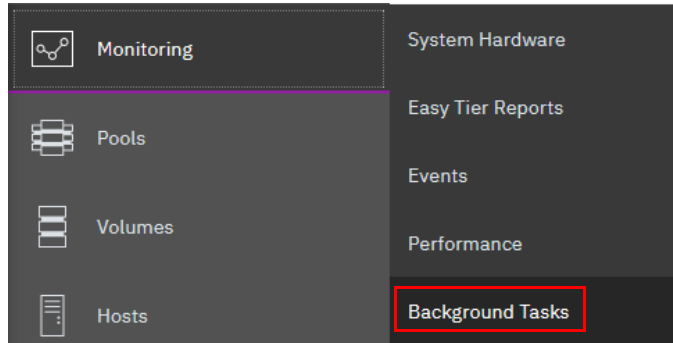 Monitoring
Pools
Volumes
Hosts
System Hardware
Easy Tier Reports
Events
Performance
Background Tasks